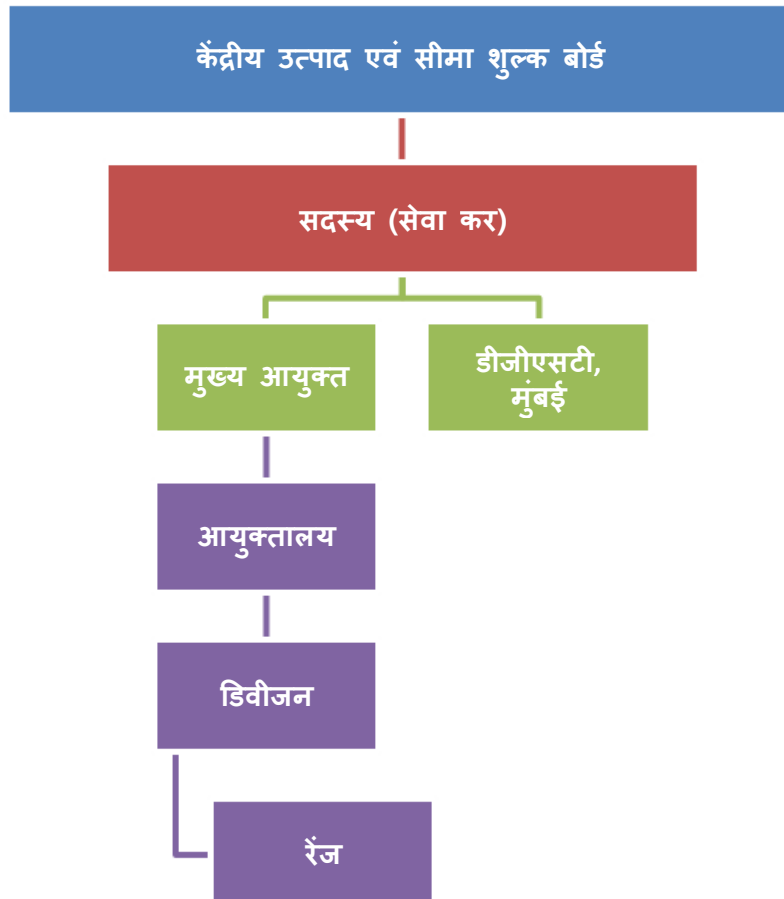 केंद्रीय उत्पाद एवं सीमा शुल्क बोर्ड
सदस्य (सेवा कर)
मुख्य आयुक्त
डीजीएसटी,
मुंबई
आयुक्तालय
डिवीजन
रेंज